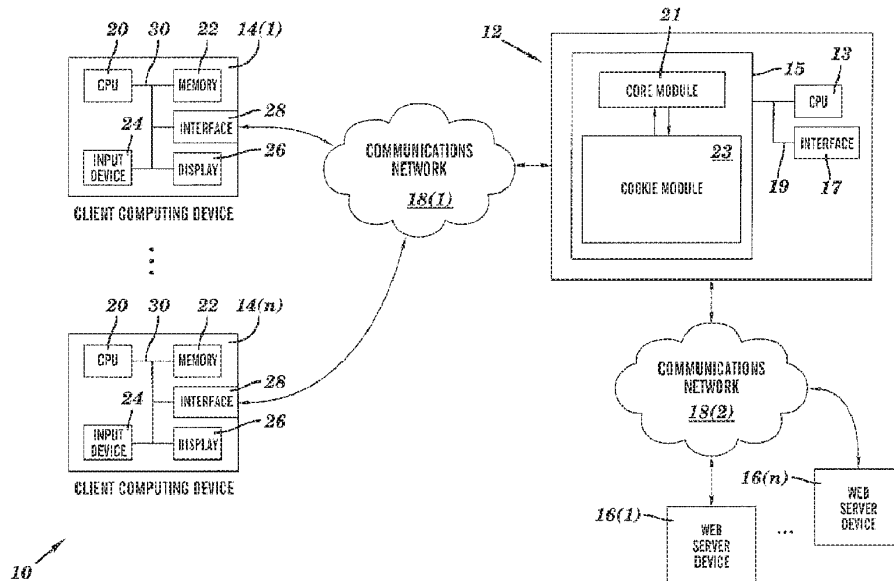 20
30
22
14(1)
CPU
MEMORY
28
24
INTERFACE
26
INPUT
DEVICE
DISPLAY
CLIENT COMPUTING DEVICE
20
30
22
14(n)
CPU
MEMORY
28
24
INTERFACE
26
INPUT
DEVICE
DISPLAY
CLIENT COMPUTING DEVICE
10
COMMUNICATIONS
NETWORK
18(1)
12
21
15
13
CORE MODULE
CPU
23
COOKIE MODULE
INTERFACE
19
17
COMMUNICATIONS
NETWORK
18(2)
16(1)
WEB
SERVER
DEVICE
...
16(n)
WEB
SERVER
DEVICE